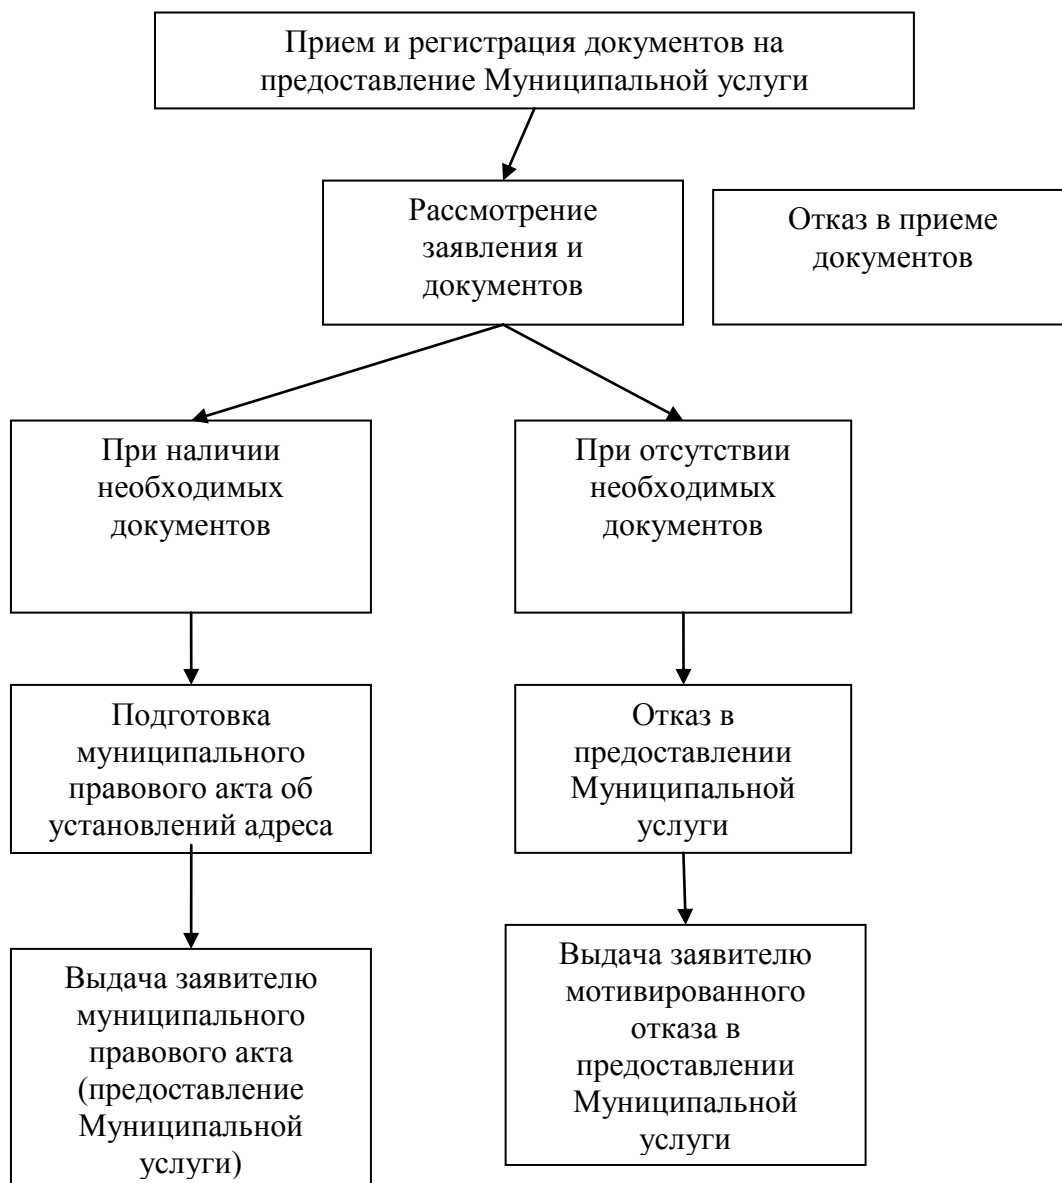 Прием и регистрация документов на
предоставление Муниципальной услуги
Рассмотрение
заявления и
документов
Отказ в приеме
документов
При наличии
необходимых
документов
При отсутствии
необходимых
документов
Подготовка
муниципального
правового акта об
установлений адреса
Отказ в
предоставлении
Муниципальной
услуги
Выдача заявителю
муниципального
правового акта
(предоставление
Муниципальной
услуги)
Выдача заявителю
мотивированного
отказа в
предоставлении
Муниципальной
услуги